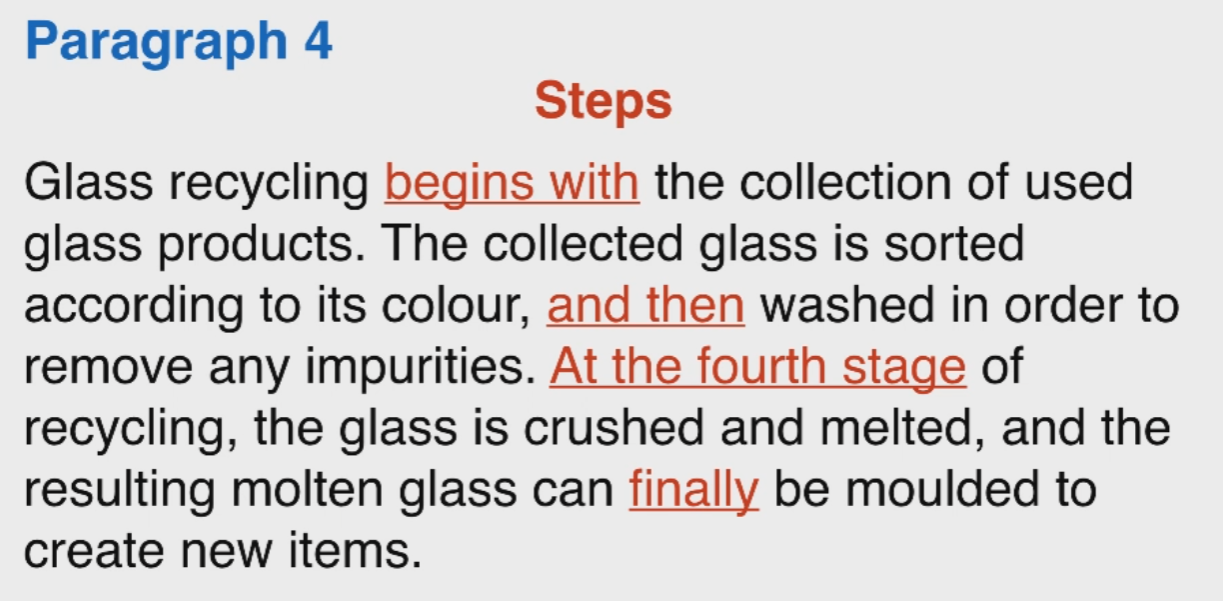 Paragraph 4
Steps
Glass recycling begins with the collection of used
glass products. The collected glass is sorted
according to its colour, and then washed in order to
remove any impurities. At the fourth stage of
recycling, the glass is crushed and melted, and the
resulting molten glass can finally be moulded to
create new items.